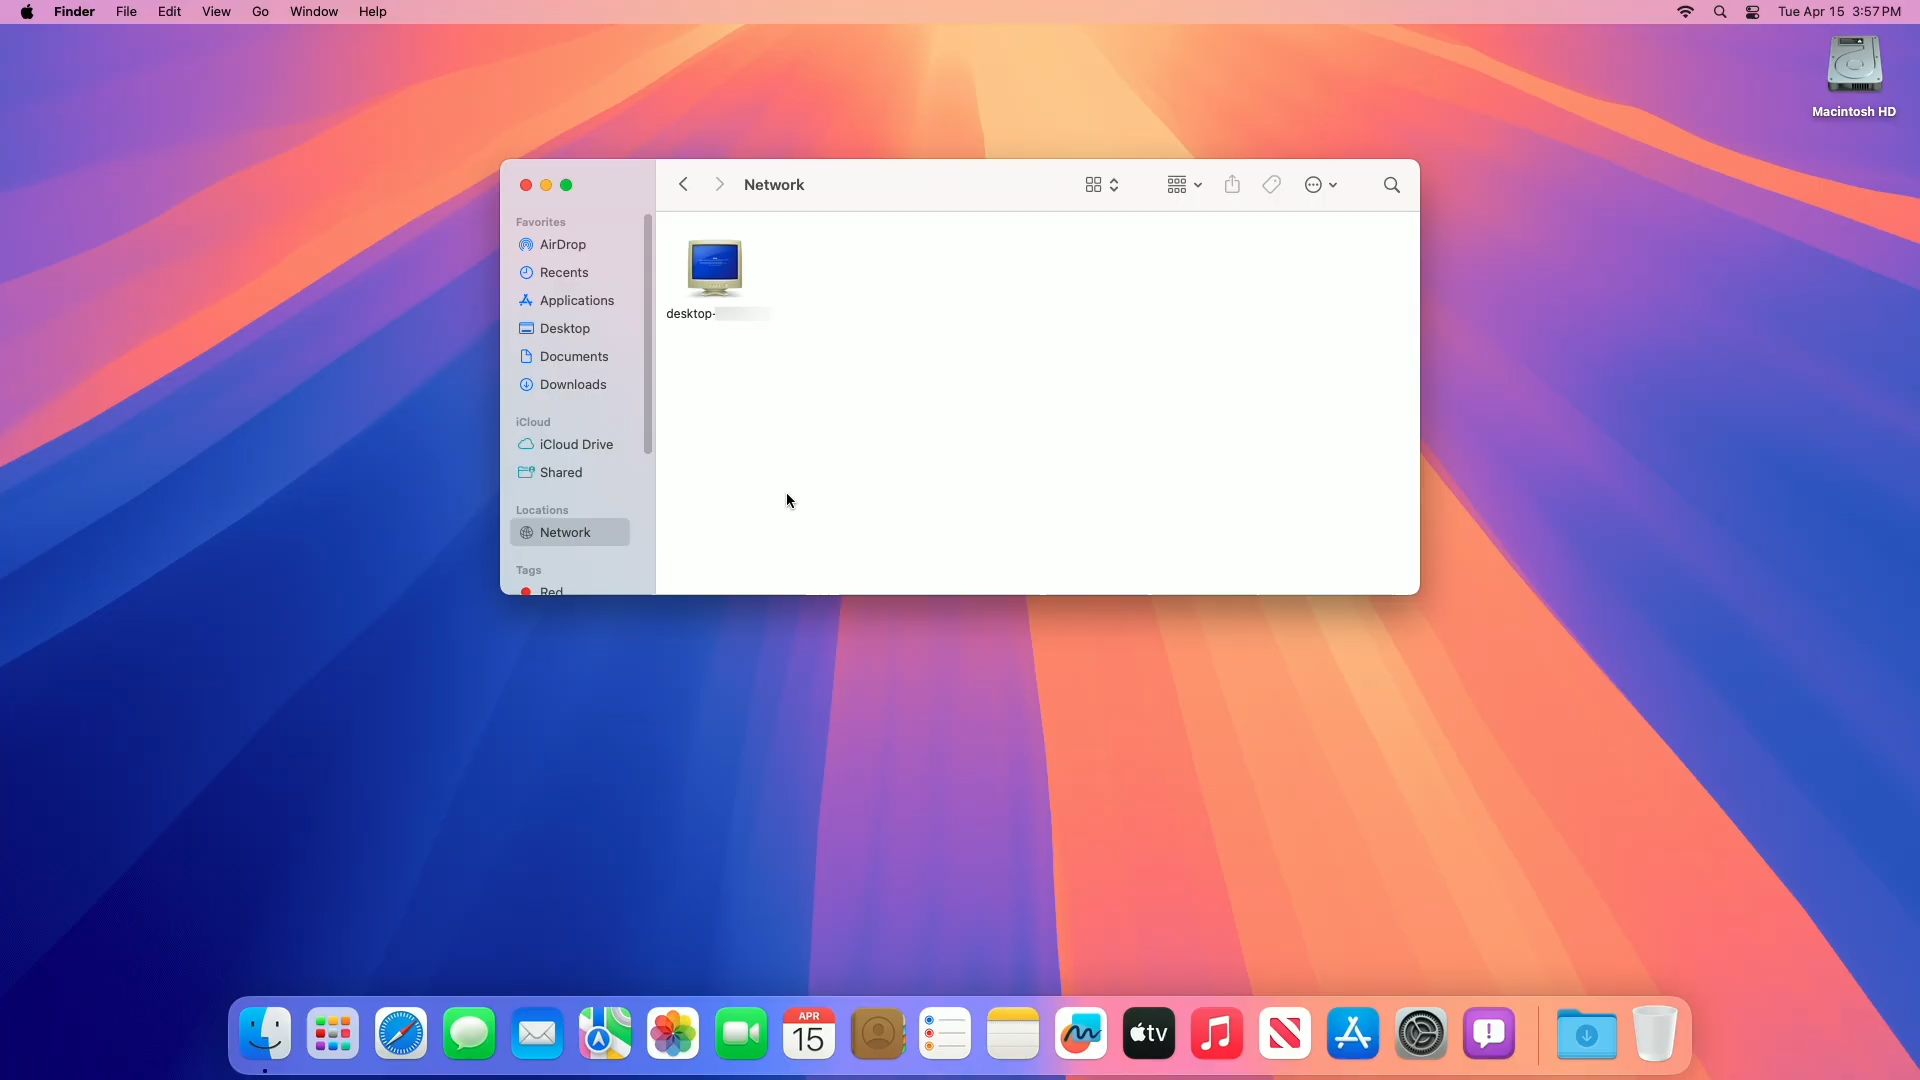 Finder File Edit View Go Window Help Tue Apr 15 3:57 PM
Macintosh HD
Network
Favorites
AirDrop
Recents
Applications
Desktop
Documents
Downloads
iCloud
iCloud Drive
Shared
Locations
Network
Tags
Red
desktop-
APR
15
tv